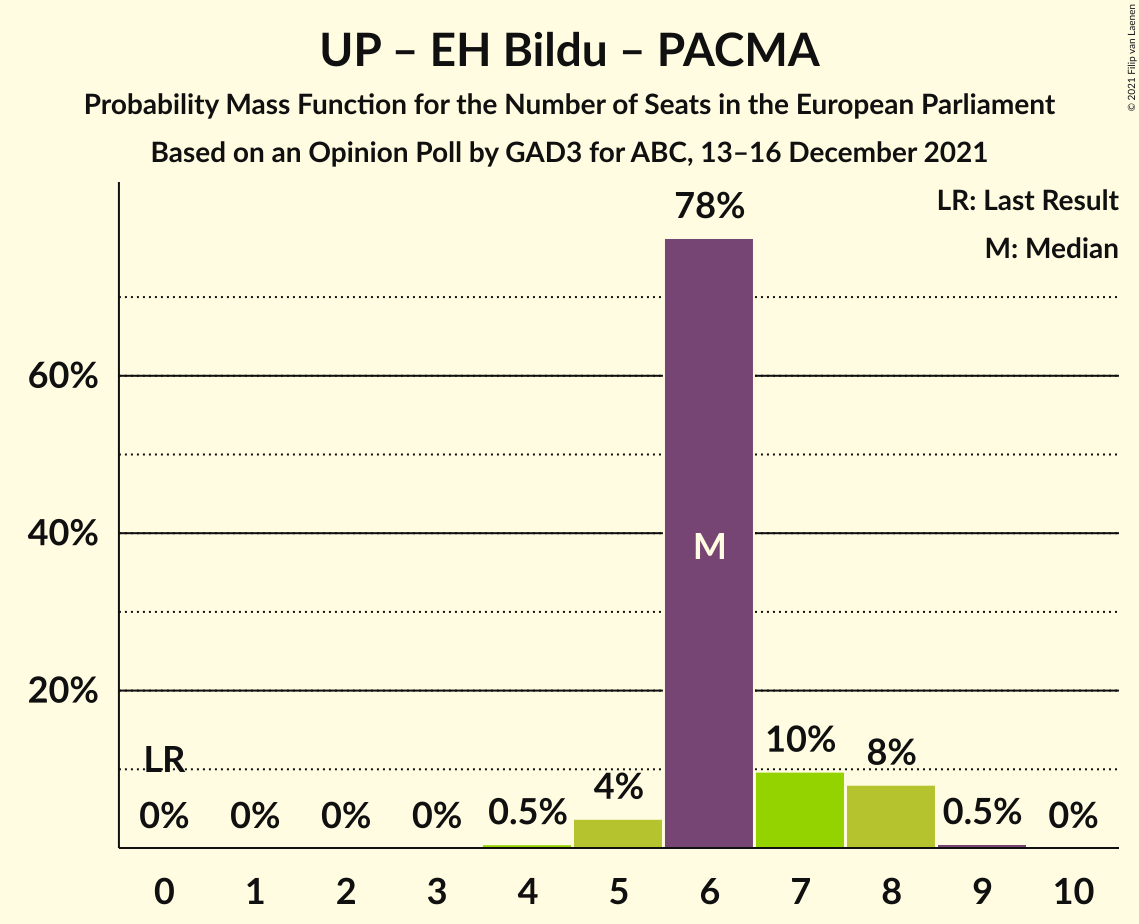 UP – EH Bildu – PACMA
Probability Mass Function for the Number of Seats in the European Parliament
Based on an Opinion Poll by GAD3 for ABC, 13–16 December 2021
© 2021 Filip van Laenen
LR: Last Result
M: Median
78%
60%
40%
M
20%
LR
10%
8%
4%
0%
0%
0%
0%
0.5%
0.5%
0%
0 1 2 3 4 5 6 7 8 9 10